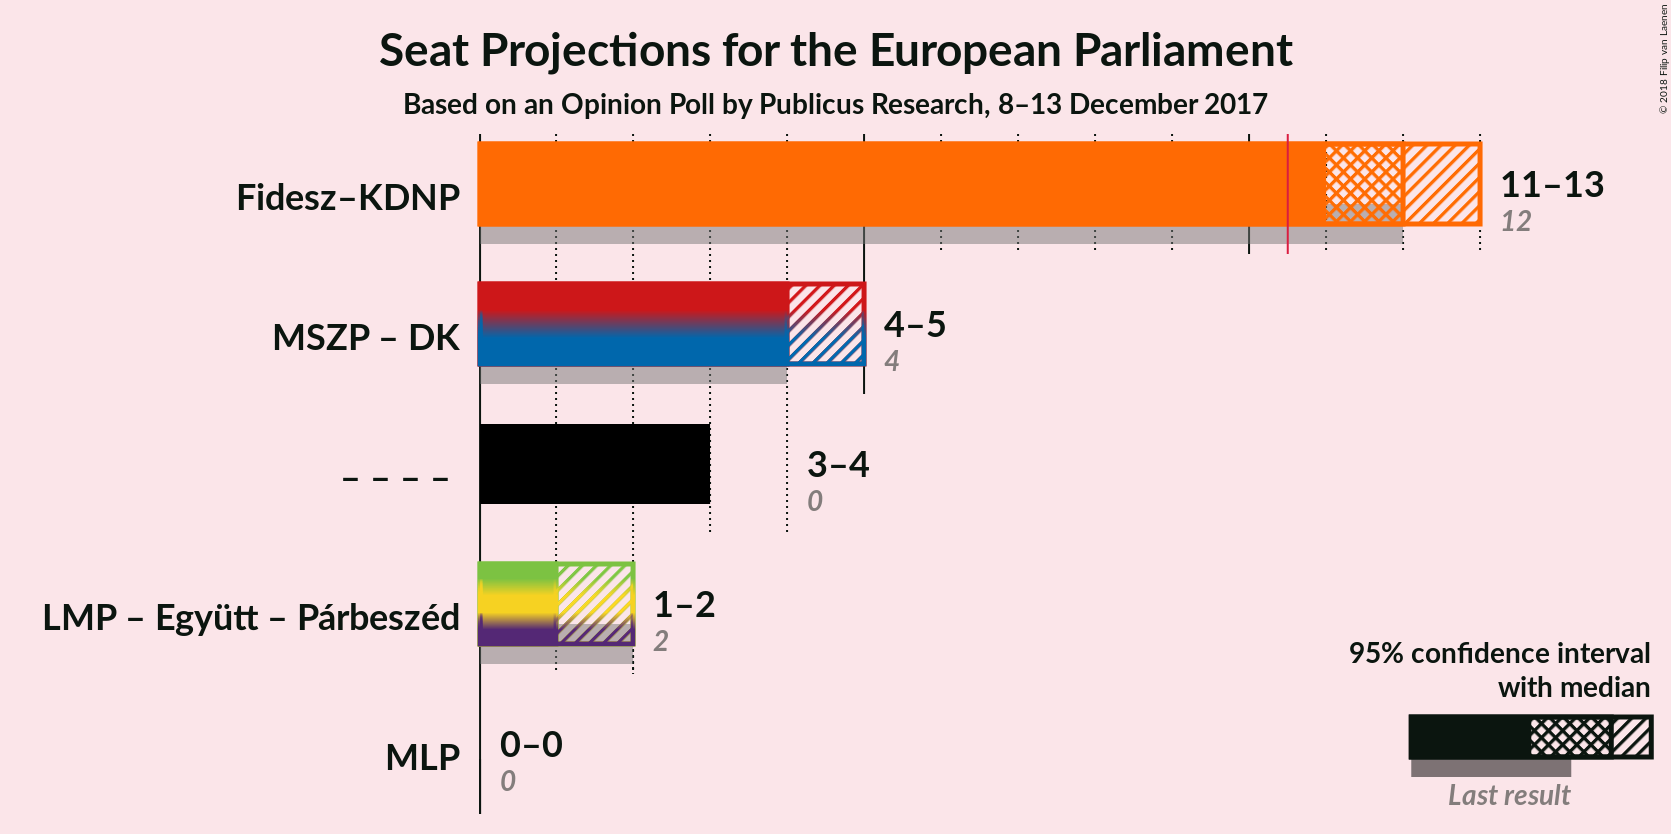 Seat Projections for the European Parliament
Based on an Opinion Poll by Publicus Research, 8–13 December 2017
© 2018 Filip van Laenen
Fidesz–KDNP
11–13
12
MSZP – DK
4–5
4
– – – –
3–4
0
LMP – Együtt – Párbeszéd
1–2
2
MLP
0–0
0
95% confidence interval
with median
Last result